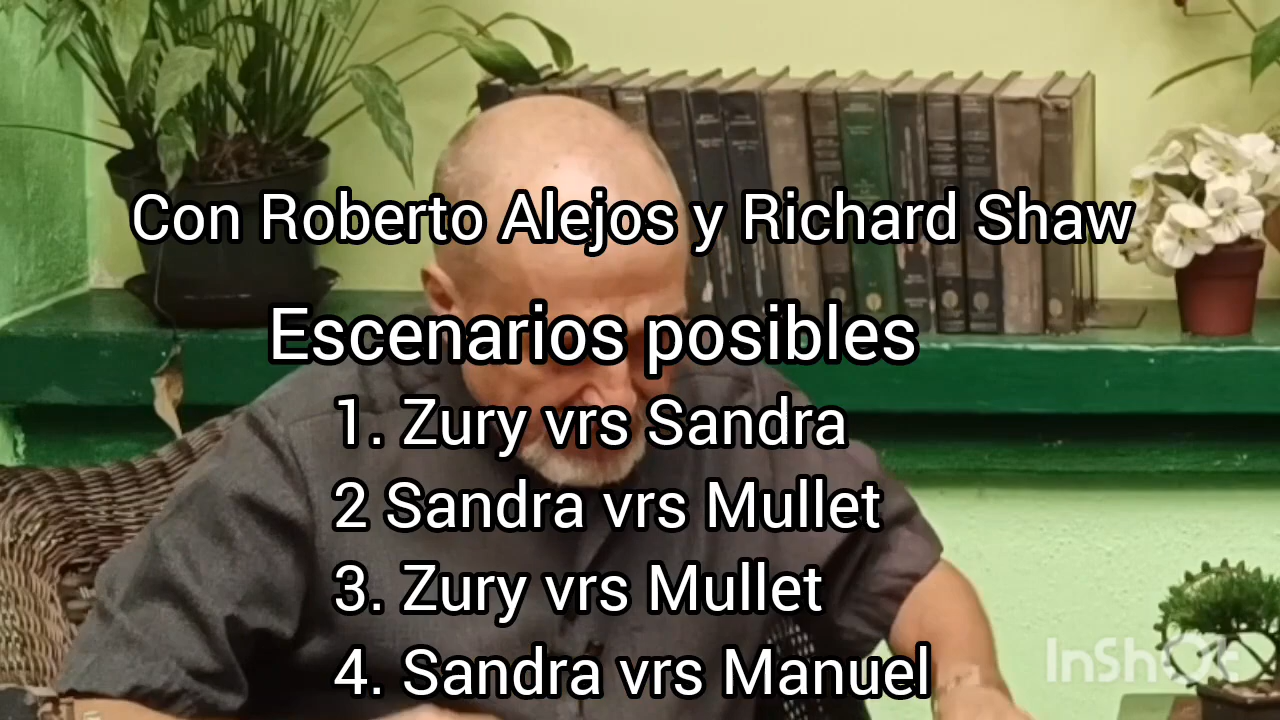 Con Roberto Alejos y Richard Shaw
Escenarios posibles
1. Zury vrs Sandra
2 Sandra vrs Mullet
3. Zury vrs Mullet
4. Sandra vrs Manuel
InShOt